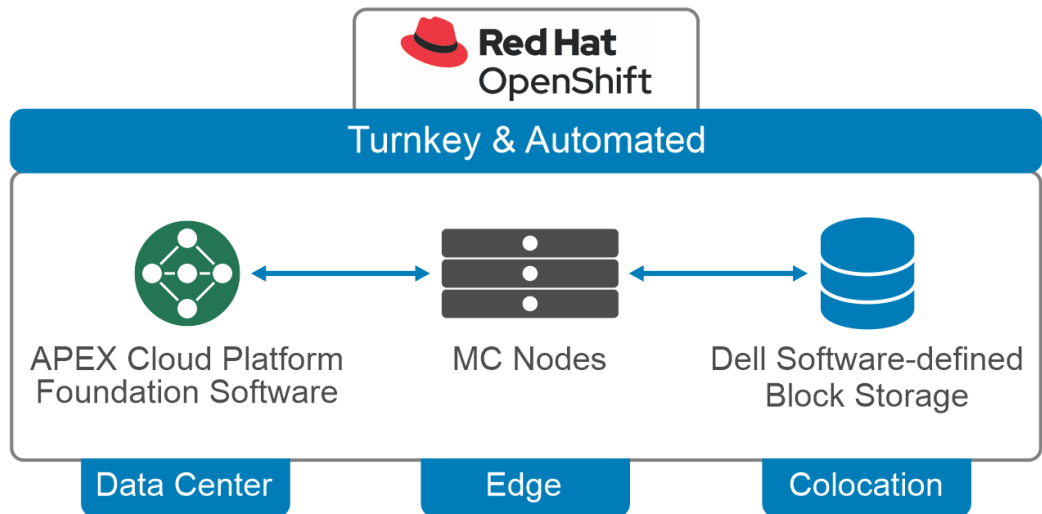 Red Hat
OpenShift
Turnkey & Automated
APEX Cloud Platform
Foundation Software
MC Nodes
Dell Software-defined
Block Storage
Data Center
Edge
Colocation